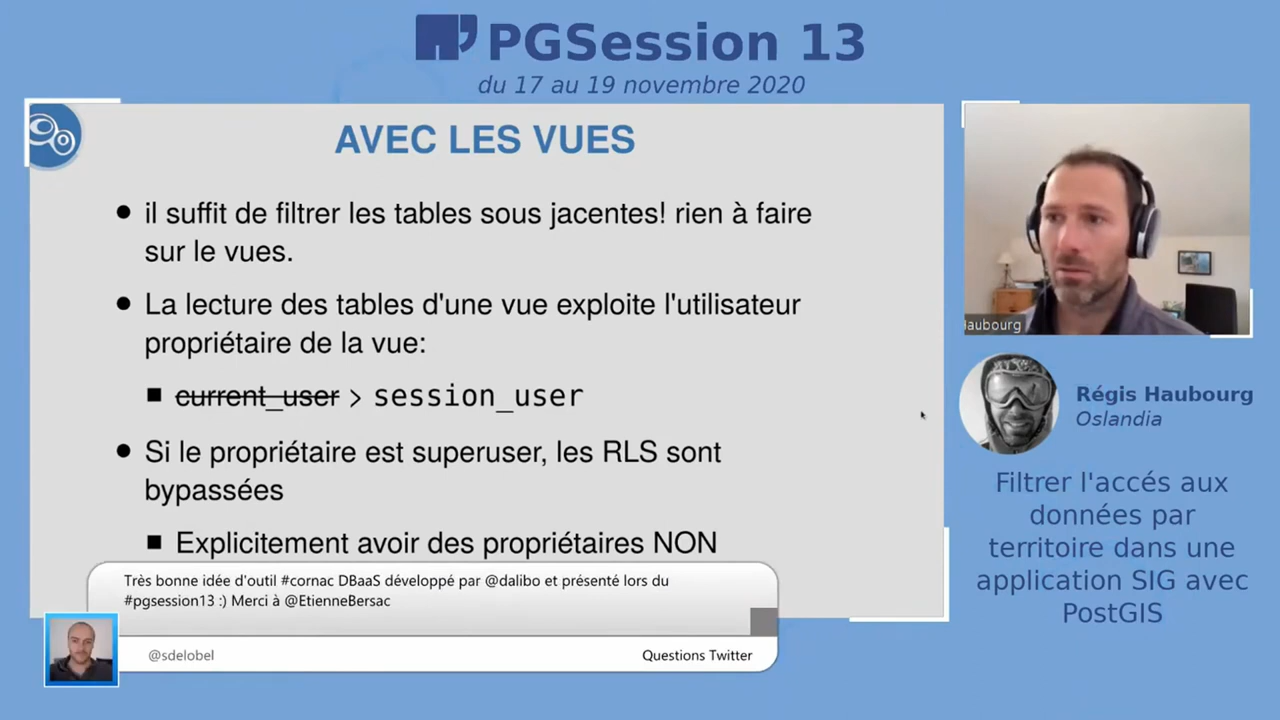 PGSession 13
du 17 au 19 novembre 2020
AVEC LES VUES
il suffit de filtrer les tables sous jacentes! rien à faire
sur le vues.
La lecture des tables d'une vue exploite l'utilisateur
propriétaire de la vue:
current_user > session_user
Si le propriétaire est superuser, les RLS sont
bypassées
Explicitement avoir des propriétaires NON
Très bonne idée d'outil #cornac DBaaS développé par @dalibo et présenté lors du
#pgsession13 :) Merci à @EtienneBersac
@sdelobel
Questions Twitter
Haubourg
Régis Haubourg
Oslandia
Filtrer l'accés aux
données par
territoire dans une
application SIG avec
PostGIS